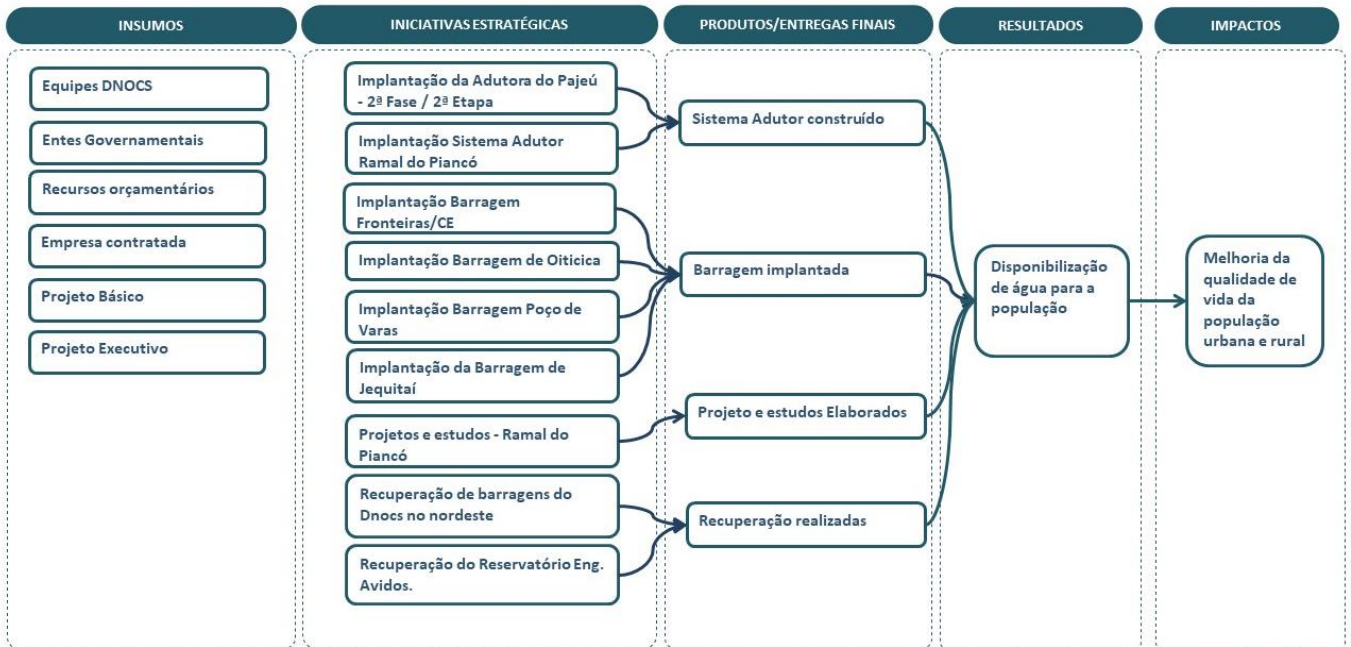 INSUMOS
INICIATIVAS ESTRATÉGICAS
PRODUTOS/ENTREGAS FINAIS
RESULTADOS
IMPACTOS
Equipes DNOCS
Entes Governamentais
Recursos orçamentários
Empresa contratada
Projeto Básico
Projeto Executivo
Implantação da Adutora do Pajeú
- 2ª Fase / 2ª Etapa
Implantação Sistema Adutor
Ramal do Piancó
Implantação Barragem
Fronteiras/CE
Implantação Barragem de Oiticica
Implantação Barragem Poço de
Varas
Implantação da Barragem de
Jequitaí
Projetos e estudos - Ramal do
Piancó
Recuperação de barragens do
Dnocs no nordeste
Recuperação do Reservatório Eng.
Avidos.
Sistema Adutor construído
Barragem implantada
Projeto e estudos Elaborados
Recuperação realizadas
Disponibilização
de água para a
população
Melhoria da
qualidade de
vida da
população
urbana e rural